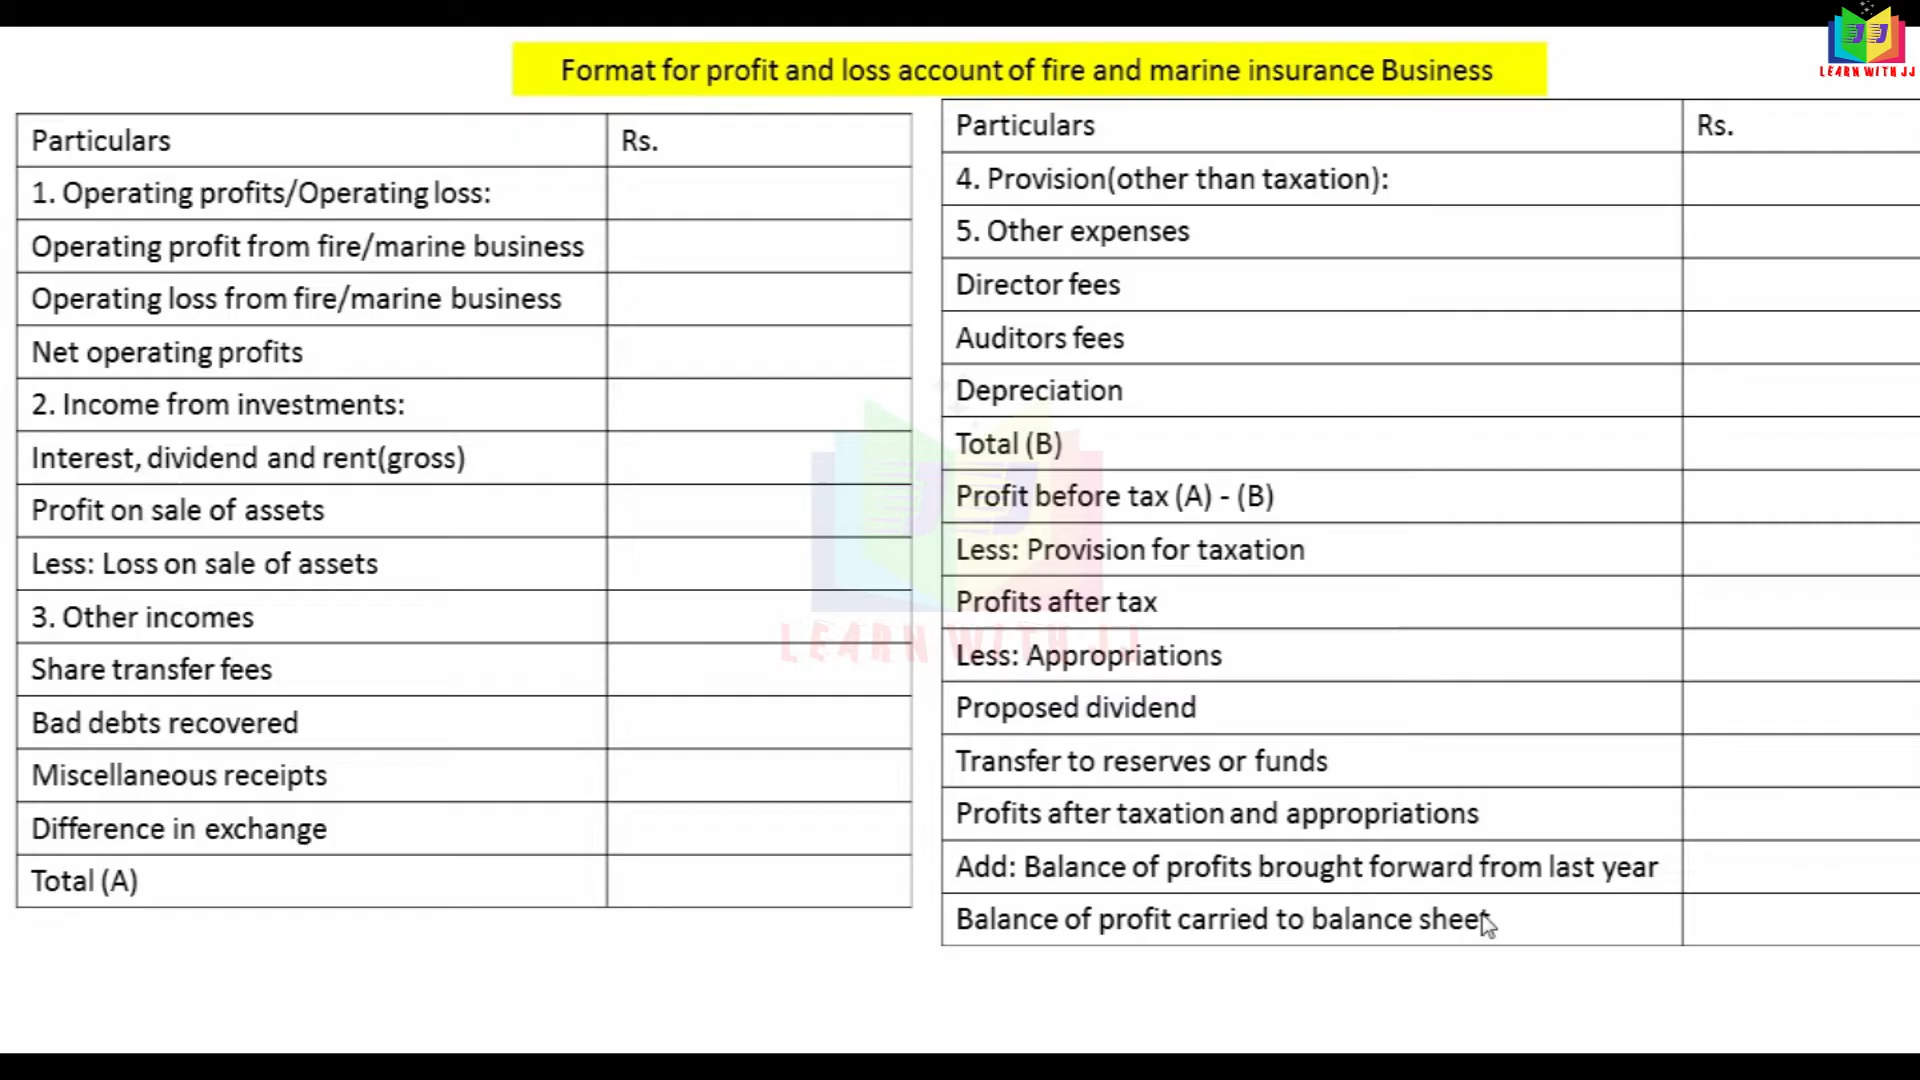 Format for profit and loss account of fire and marine insurance Business
LEARN WITH JJ
Particulars Rs.
1. Operating profits/Operating loss:
Operating profit from fire/marine business
Operating loss from fire/marine business
Net operating profits
2. Income from investments:
Interest, dividend and rent(gross)
Profit on sale of assets
Less: Loss on sale of assets
3. Other incomes
Share transfer fees
Bad debts recovered
Miscellaneous receipts
Difference in exchange
Total (A)
Particulars Rs.
4. Provision(other than taxation):
5. Other expenses
Director fees
Auditors fees
Depreciation
Total (B)
Profit before tax (A) - (B)
Less: Provision for taxation
Profits after tax
Less: Appropriations
Proposed dividend
Transfer to reserves or funds
Profits after taxation and appropriations
Add: Balance of profits brought forward from last year
Balance of profit carried to balance sheet
JJ
LEARN WITH JJ